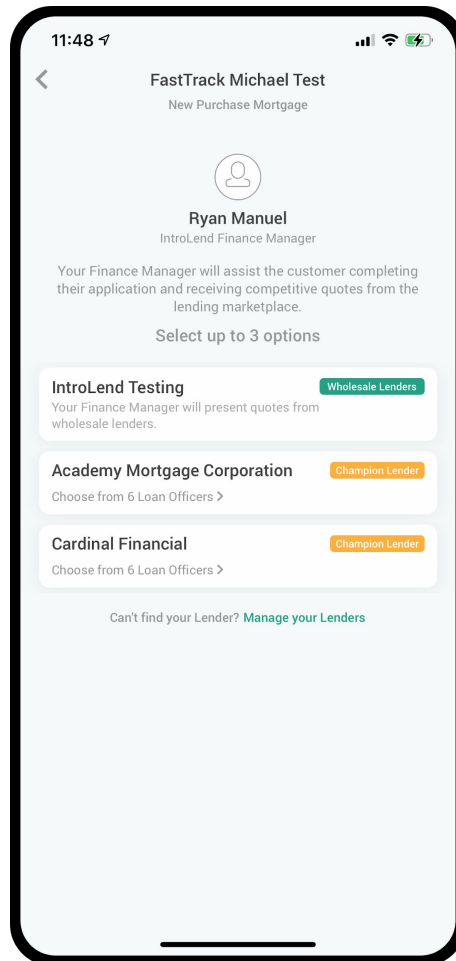 11:48
FastTrack Michael Test
New Purchase Mortgage
Ryan Manuel
IntroLend Finance Manager
Your Finance Manager will assist the customer completing
their application and receiving competitive quotes from the
lending marketplace.
Select up to 3 options
IntroLend Testing
Wholesale Lenders
Your Finance Manager will present quotes from
wholesale lenders.
Academy Mortgage Corporation
Champion Lender
Choose from 6 Loan Officers >
Cardinal Financial
Champion Lender
Choose from 6 Loan Officers >
Can't find your Lender? Manage your Lenders